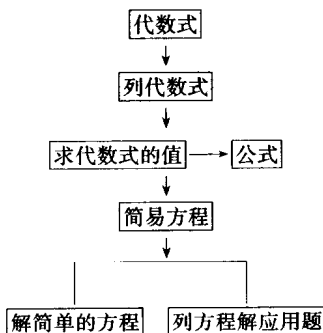 代数式
列代数式
求代数式的值 公式
简易方程
解简单的方程 列方程解应用题